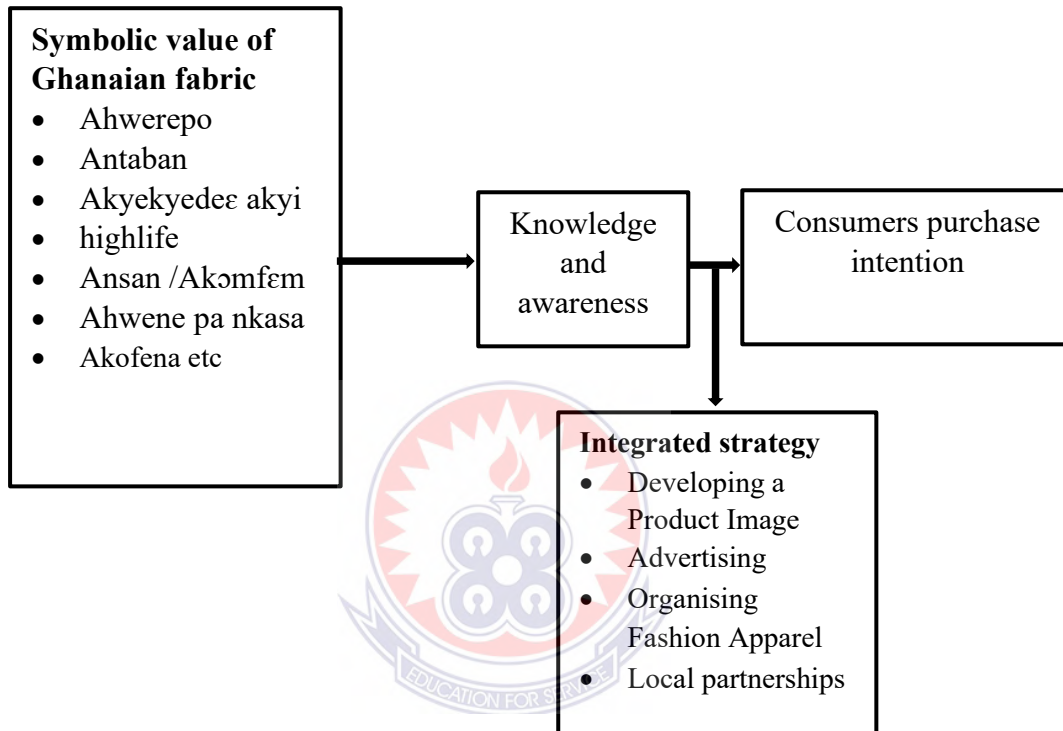 Symbolic value of
Ghanaian fabric
• Ahwerepo
• Antaban
• Akyekyedeɛ akyi
• highlife
• Ansan /Akɔmfɛm
• Ahwene pa nkasa
• Akofena etc
Knowledge
and
awareness
Consumers purchase
intention
Integrated strategy
• Developing a
Product Image
• Advertising
• Organising
Fashion Apparel
• Local partnerships
EDUCATION FOR SERVICE